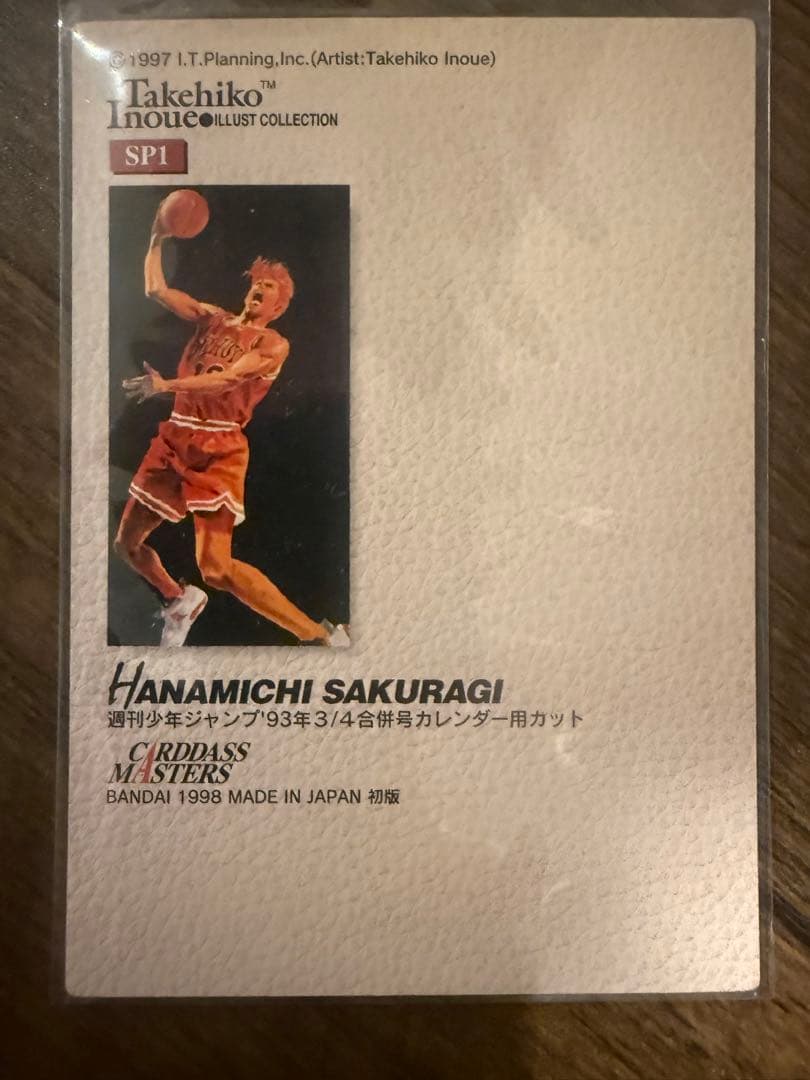 ©1997 I.T.Planning,Inc.(Artist:Takehiko Inoue)
Takehiko™
Inoue●ILLUST COLLECTION
SP1
HANAMICHI SAKURAGI
週刊少年ジャンプ'93年3/4合併号カレンダー用カット
CARDDASS
MASTERS
BANDAI 1998 MADE IN JAPAN 初版